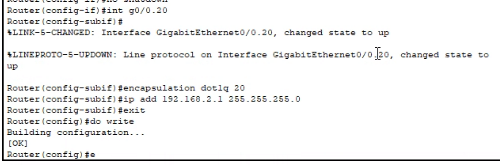 Router(config-if)#no shutdown
Router(config-if)#int g0/0.20
Router(config-subif)#
%LINK-5-CHANGED: Interface GigabitEthernet0/0.20, changed state to up
%LINEPROTO-5-UPDOWN: Line protocol on Interface GigabitEthernet0/0.20, changed state to
up
Router(config-subif)#encapsulation dot1q 20
Router(config-subif)#ip add 192.168.2.1 255.255.255.0
Router(config-subif)#exit
Router(config)#do write
Building configuration...
[OK]
Router(config)#e